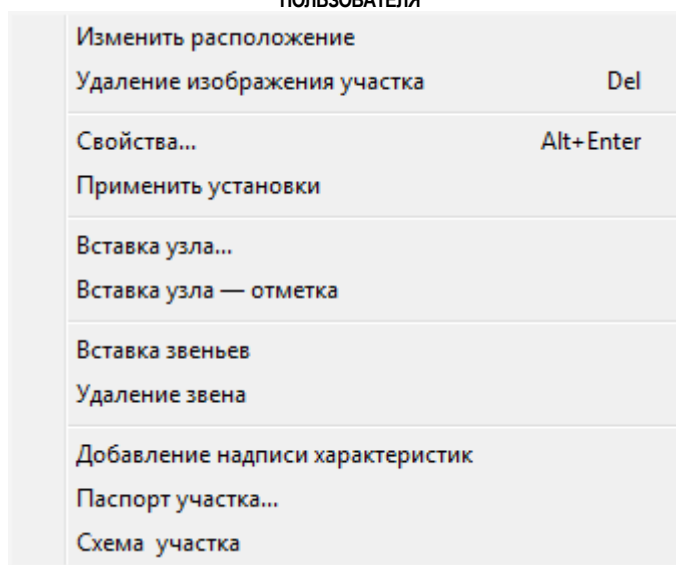 ПОЛЬЗОВАТЕЛЯ
Изменить расположение
Удаление изображения участка Del
Свойства... Alt+Enter
Применить установки
Вставка узла...
Вставка узла — отметка
Вставка звеньев
Удаление звена
Добавление надписи характеристик
Паспорт участка...
Схема участка